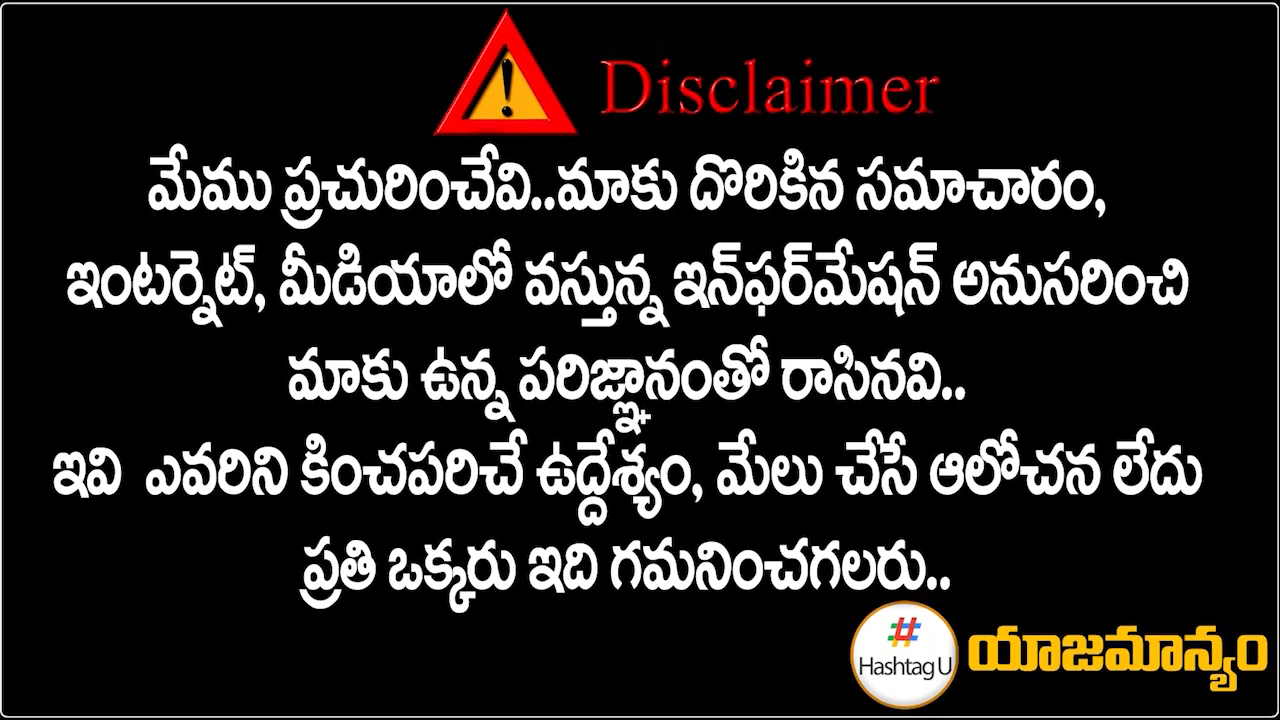 Disclaimer
మేము ప్రచురించేవి..మాకు దొరికిన సమాచారం,
ఇంటర్నెట్, మీడియాలో వస్తున్న ఇన్‌ఫర్‌మేషన్ అనుసరించి
మాకు ఉన్న పరిజ్ఞానంతో రాసినవి..
ఇవి ఎవరిని కించపరిచే ఉద్దేశ్యం, మేలు చేసే ఆలోచన లేదు
ప్రతి ఒక్కరు ఇది గమనించగలరు..
#
Hashtag U
యాజమాన్యం